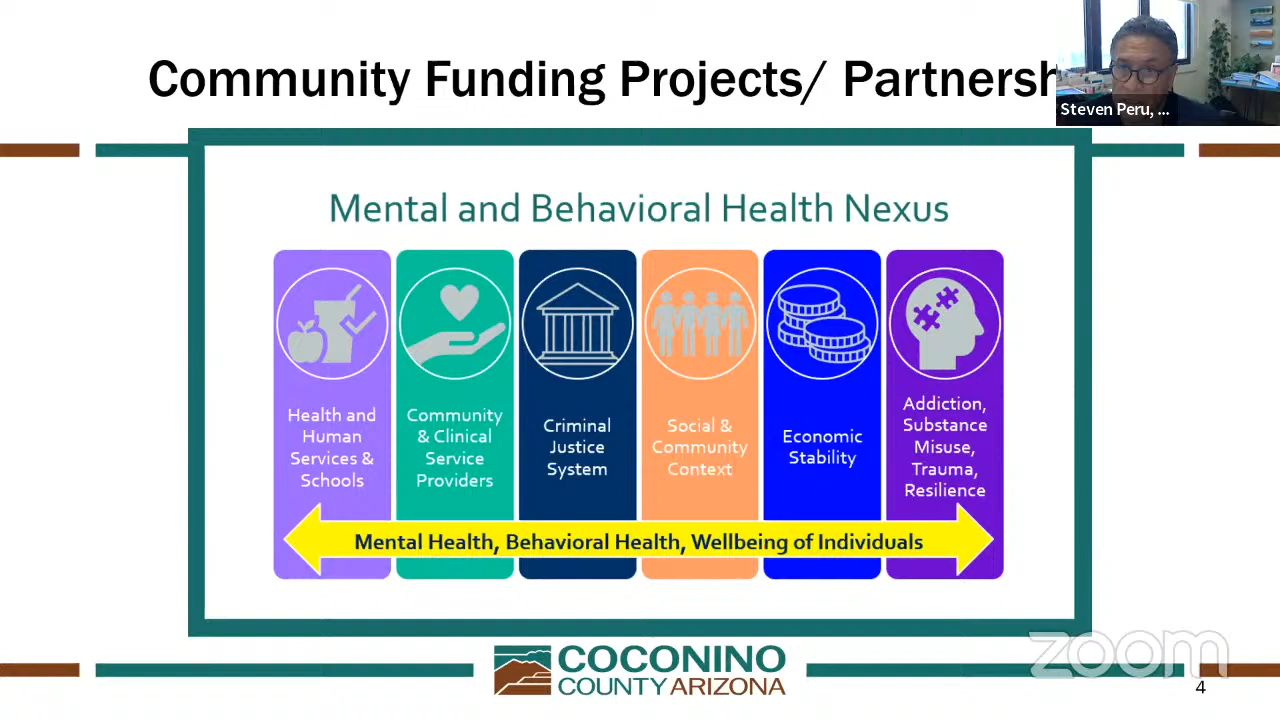 Community Funding Projects/ Partnersh
Steven Peru, ...
Mental and Behavioral Health Nexus
Health and
Human
Services &
Schools
Community
& Clinical
Service
Providers
Criminal
Justice
System
Social &
Community
Context
Economic
Stability
Addiction,
Substance
Misuse,
Trauma,
Resilience
Mental Health, Behavioral Health, Wellbeing of Individuals
COCONINO
COUNTY ARIZONA
zoom
4